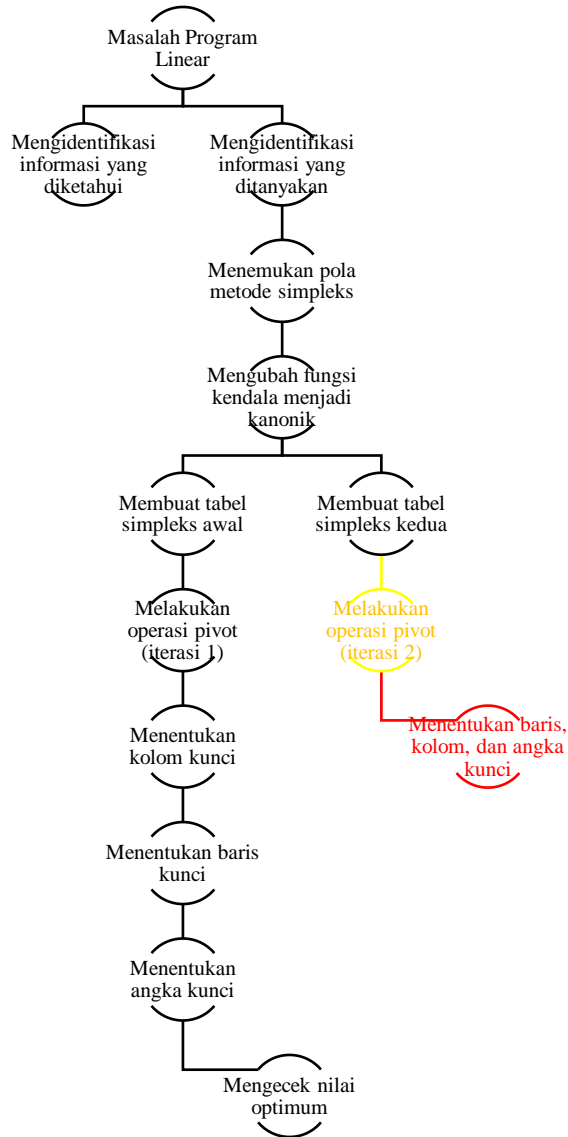 Masalah Program
Linear
Mengidentifikasi
informasi yang
diketahui
Mengidentifikasi
informasi yang
ditanyakan
Menemukan pola
metode simpleks
Mengubah fungsi
kendala menjadi
kanonik
Membuat tabel
simpleks awal
Membuat tabel
simpleks kedua
Melakukan
operasi pivot
(iterasi 1)
Melakukan
operasi pivot
(iterasi 2)
Menentukan
kolom kunci
Menentukan baris,
kolom, dan angka
kunci
Menentukan baris
kunci
Menentukan
angka kunci
Mengecek nilai
optimum